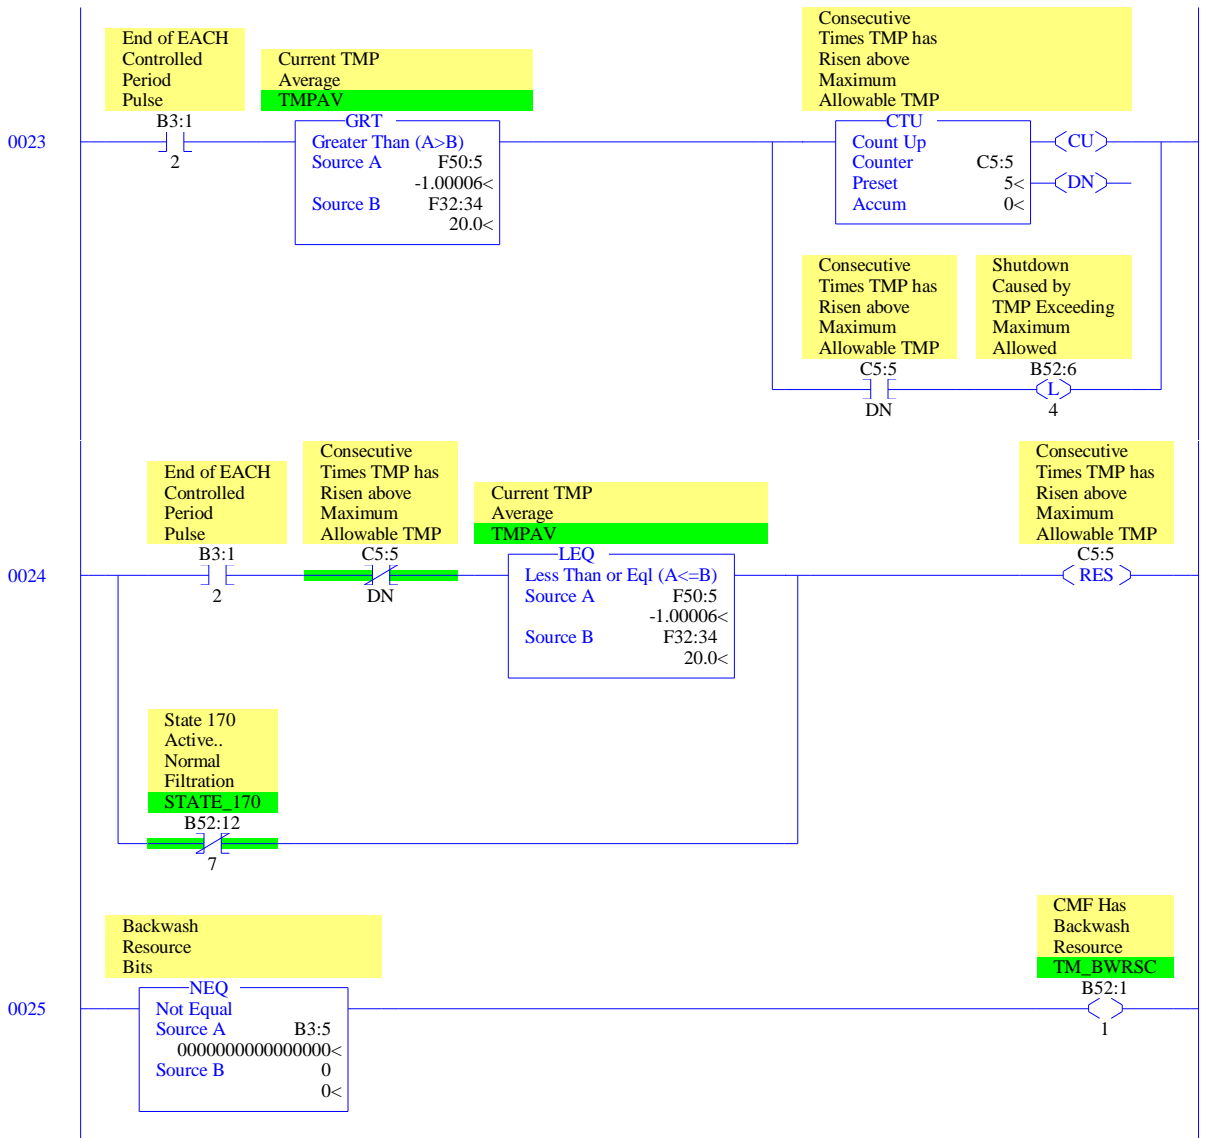 End of EACH
Controlled
Period
Pulse
B3:1
2
Current TMP
Average
TMPAV
GRT
Greater Than (A>B)
Source A F50:5
-1.00006<
Source B F32:34
20.0<
Consecutive
Times TMP has
Risen above
Maximum
Allowable TMP
CTU
Count Up
Counter C5:5
Preset 5<
Accum 0<
CU
DN
0023
Consecutive
Times TMP has
Risen above
Maximum
Allowable TMP
C5:5
DN
Shutdown
Caused by
TMP Exceeding
Maximum
Allowed
B52:6
L
4
0024
End of EACH
Controlled
Period
Pulse
B3:1
2
Consecutive
Times TMP has
Risen above
Maximum
Allowable TMP
C5:5
DN
Current TMP
Average
TMPAV
LEQ
Less Than or Eql (A<=B)
Source A F50:5
-1.00006<
Source B F32:34
20.0<
Consecutive
Times TMP has
Risen above
Maximum
Allowable TMP
C5:5
RES
State 170
Active..
Normal
Filtration
STATE_170
B52:12
7
0025
Backwash
Resource
Bits
NEQ
Not Equal
Source A B3:5
0000000000000000<
Source B 0
0<
CMF Has
Backwash
Resource
TM_BWRSC
B52:1
1